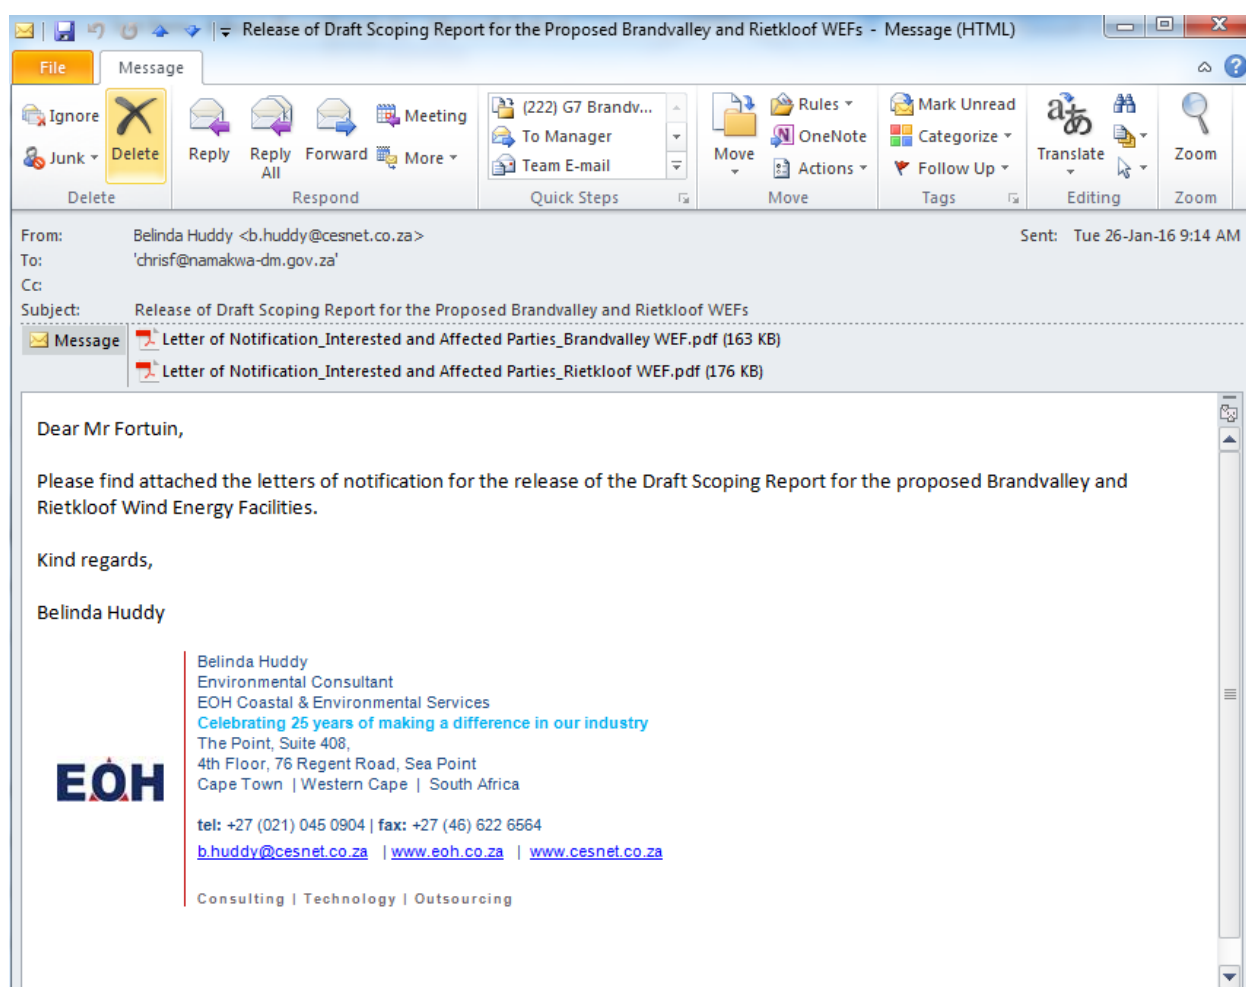 Release of Draft Scoping Report for the Proposed Brandvalley and Rietkloof WEFs - Message (HTML)
File Message
Ignore
Junk
Delete
Reply
Reply All
Forward
Meeting
More
(222) G7 Brandv...
To Manager
Team E-mail
Move
Rules
OneNote
Actions
Mark Unread
Categorize
Follow Up
Translate
Zoom
Delete Respond Quick Steps Move Tags Editing Zoom
From: Belinda Huddy <b.huddy@cesnet.co.za> Sent: Tue 26-Jan-16 9:14 AM
To: 'chrisf@namakwa-dm.gov.za'
Cc:
Subject: Release of Draft Scoping Report for the Proposed Brandvalley and Rietkloof WEFs
Message Letter of Notification_Interested and Affected Parties_Brandvalley WEF.pdf (163 KB)
Letter of Notification_Interested and Affected Parties_Rietkloof WEF.pdf (176 KB)
Dear Mr Fortuin,
Please find attached the letters of notification for the release of the Draft Scoping Report for the proposed Brandvalley and
Rietkloof Wind Energy Facilities.
Kind regards,
Belinda Huddy
EOH
Belinda Huddy
Environmental Consultant
EOH Coastal & Environmental Services
Celebrating 25 years of making a difference in our industry
The Point, Suite 408,
4th Floor, 76 Regent Road, Sea Point
Cape Town | Western Cape | South Africa
tel: +27 (021) 045 0904 | fax: +27 (46) 622 6564
b.huddy@cesnet.co.za | www.eoh.co.za | www.cesnet.co.za
Consulting | Technology | Outsourcing